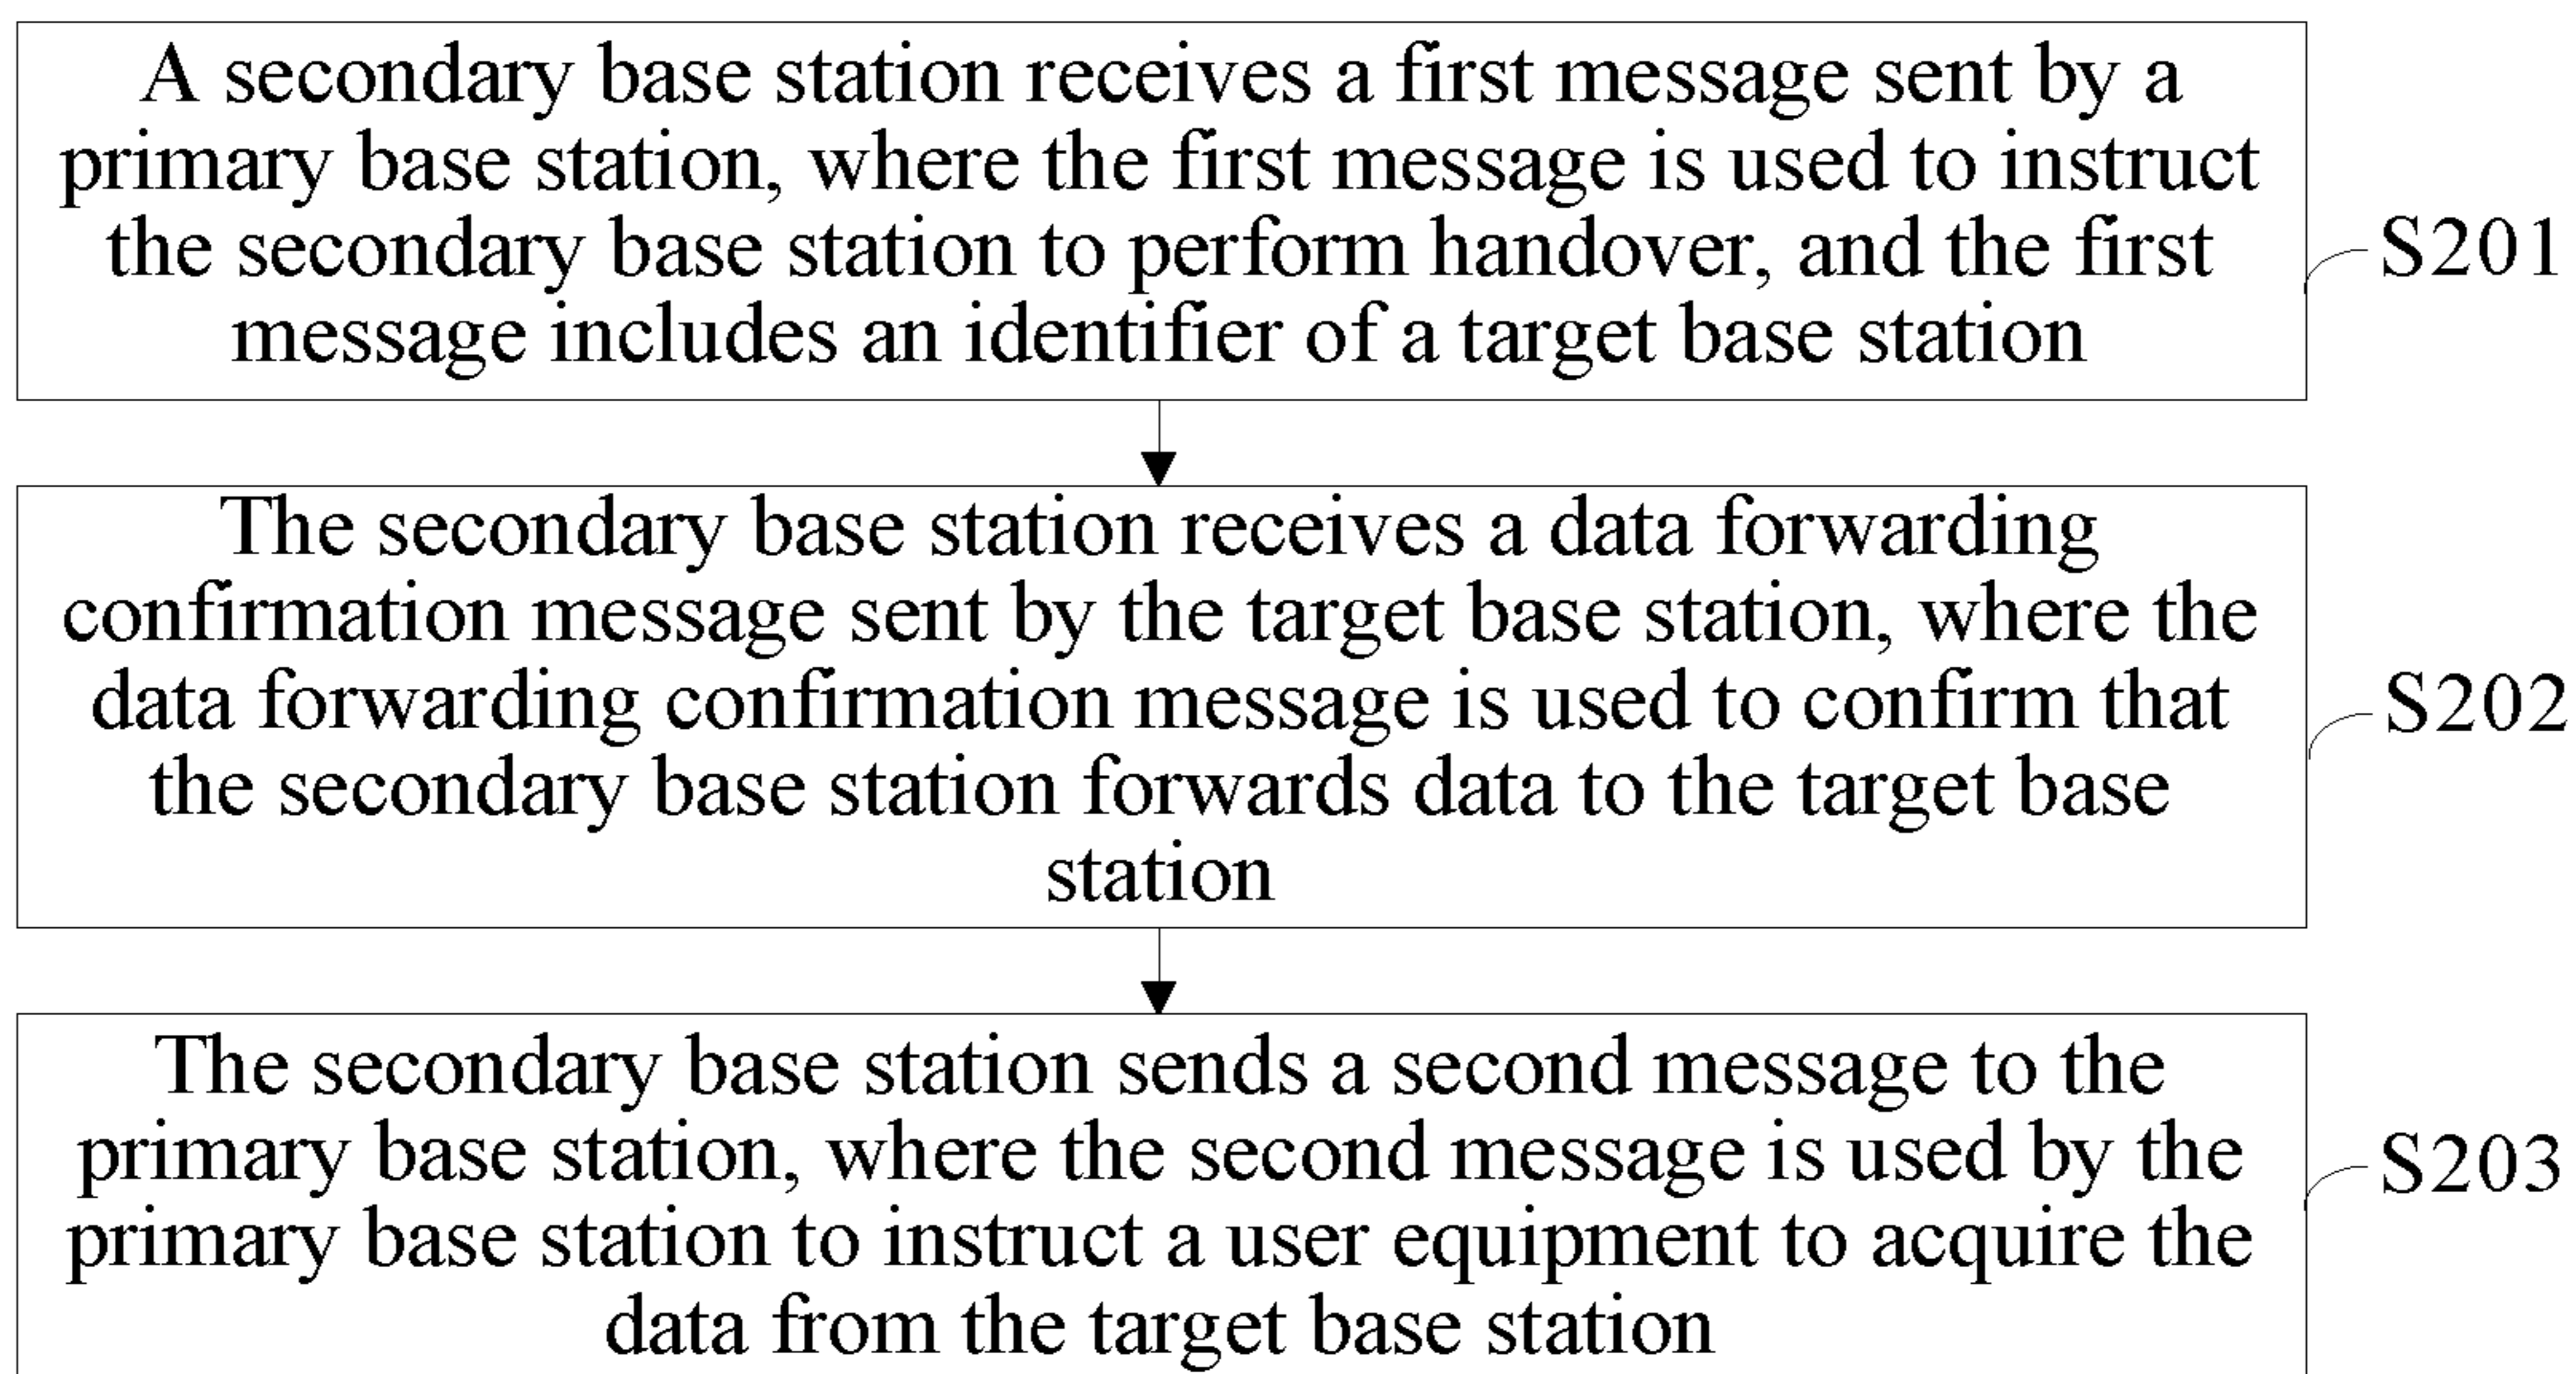 A secondary base station receives a first message sent by a
primary base station, where the first message is used to instruct
the secondary base station to perform handover, and the first
message includes an identifier of a target base station
S201
The secondary base station receives a data forwarding
confirmation message sent by the target base station, where the
data forwarding confirmation message is used to confirm that
the secondary base station forwards data to the target base
station
S202
The secondary base station sends a second message to the
primary base station, where the second message is used by the
primary base station to instruct a user equipment to acquire the
data from the target base station
S203